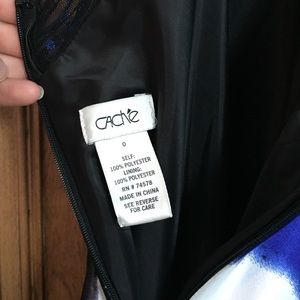 CACHE
0
SELF:
100% POLYESTER
LINING:
100% POLYESTER
RN # 74578
MADE IN CHINA
SEE REVERSE
FOR CARE